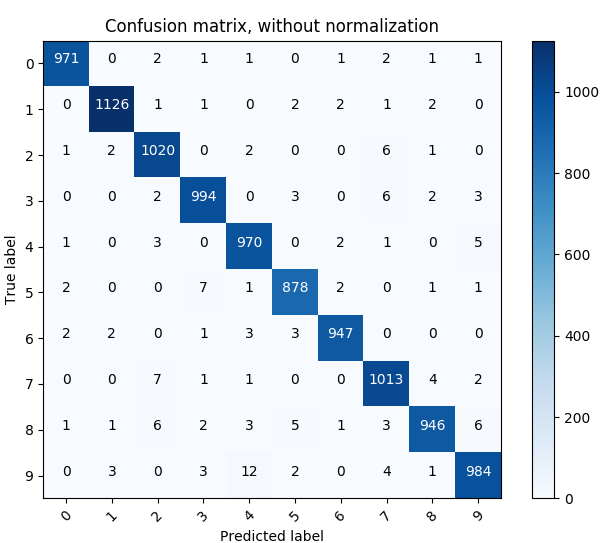 Confusion matrix, without normalization
0 971 0 2 1 1 0 1 2 1 1
1 0 1126 1 1 0 2 2 1 2 0
2 1 2 1020 0 2 0 0 6 1 0
3 0 0 2 994 0 3 0 6 2 3
4 1 0 3 0 970 0 2 1 0 5
5 2 0 0 7 1 878 2 0 1 1
6 2 2 0 1 3 3 947 0 0 0
7 0 0 7 1 1 0 0 1013 4 2
8 1 1 6 2 3 5 1 3 946 6
9 0 3 0 3 12 2 0 4 1 984
0 1 2 3 4 5 6 7 8 9
True label
Predicted label
1000
800
600
400
200
0